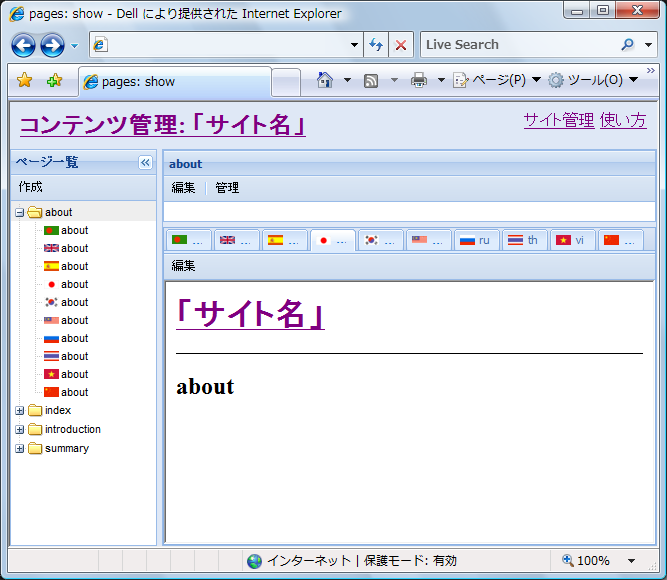 pages: show - Dell により提供された Internet Explorer
Live Search
pages: show
ページ(P)
ツール(O)
»
コンテンツ管理: 「サイト名」
サイト管理 使い方
ページ一覧
作成
about
about
about
about
about
about
about
about
about
about
about
index
introduction
summary
about
編集 管理
... ... ... ... ... ... ru th vi ...
編集
「サイト名」
about
インターネット | 保護モード: 有効
100%